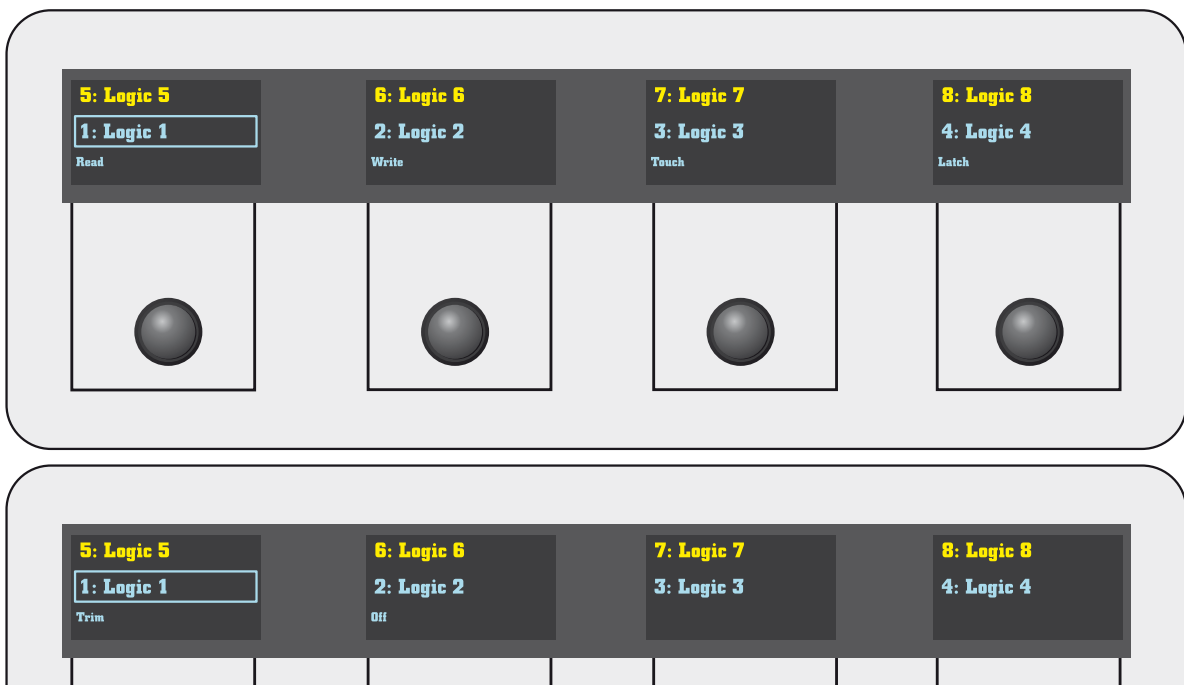 5: Logic 5
6: Logic 6
7: Logic 7
8: Logic 8
1: Logic 1
2: Logic 2
3: Logic 3
4: Logic 4
Read
Write
Touch
Latch
5: Logic 5
6: Logic 6
7: Logic 7
8: Logic 8
1: Logic 1
2: Logic 2
3: Logic 3
4: Logic 4
Trim
Off